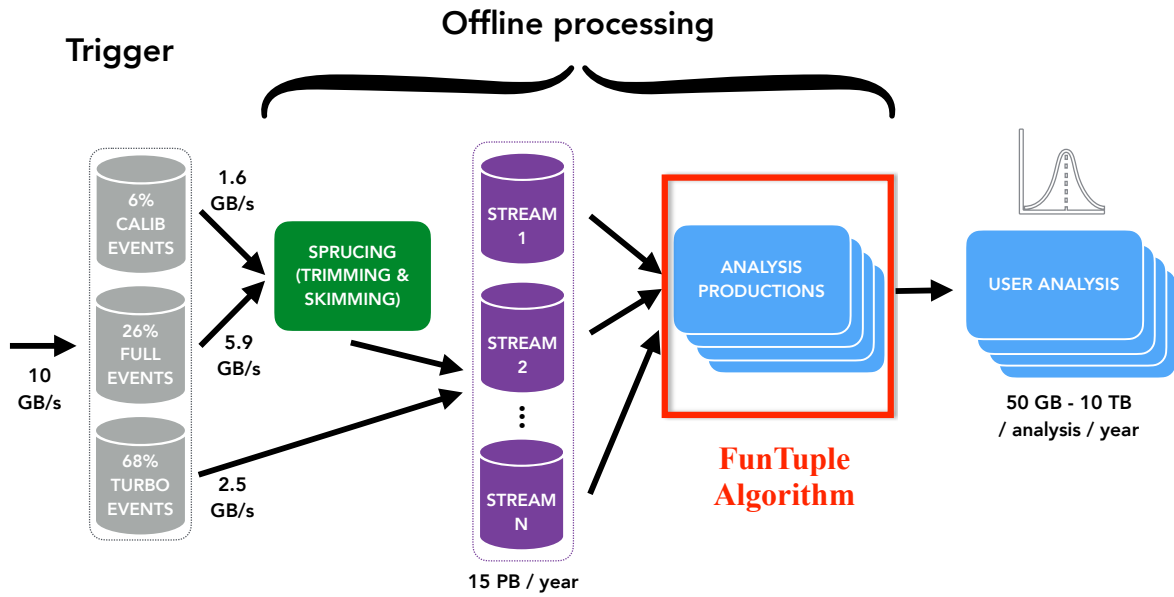 Offline processing
Trigger
6%
CALIB
EVENTS
1.6
GB/s
26%
FULL
EVENTS
5.9
GB/s
10
GB/s
68%
TURBO
EVENTS
2.5
GB/s
SPRUCING
(TRIMMING &
SKIMMING)
STREAM
1
STREAM
2
STREAM
N
15 PB / year
ANALYSIS
PRODUCTIONS
FunTuple
Algorithm
USER ANALYSIS
50 GB - 10 TB
/ analysis / year